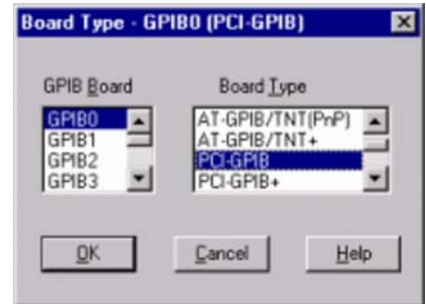 Board Type - GPIB0 (PCI-GPIB)
GPIB Board
Board Type
GPIB0
GPIB1
GPIB2
GPIB3
AT-GPIB/TNT(PnP)
AT-GPIB/TNT+
PCI-GPIB
PCI-GPIB+
OK
Cancel
Help